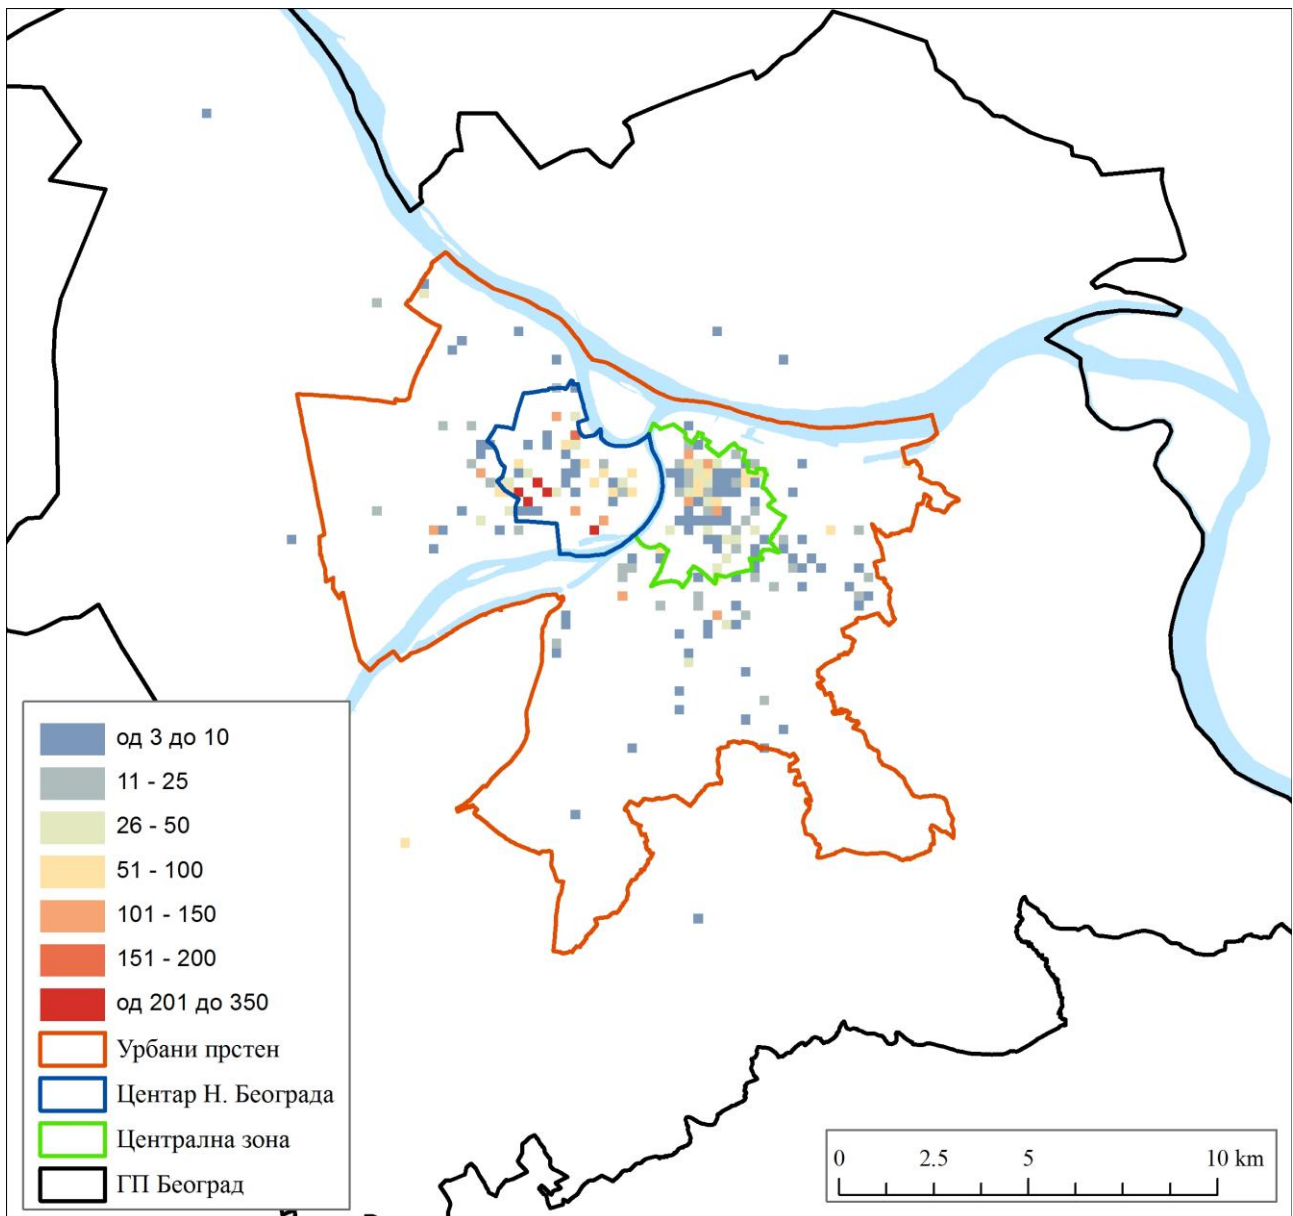 од 3 до 10
11 - 25
26 - 50
51 - 100
101 - 150
151 - 200
од 201 до 350
Урбани прстен
Центар Н. Београда
Централна зона
ГП Београд
0 2.5 5 10 km